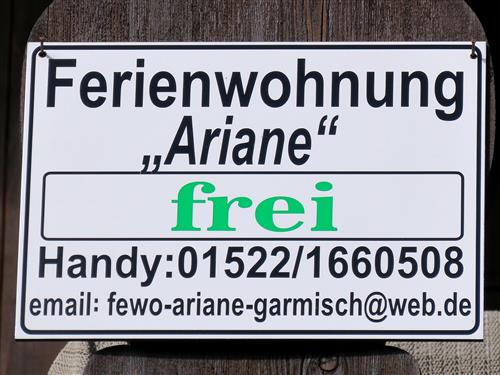 Ferienwohnung
„Ariane“
frei
Handy:01522/1660508
email: fewo-ariane-garmisch@web.de